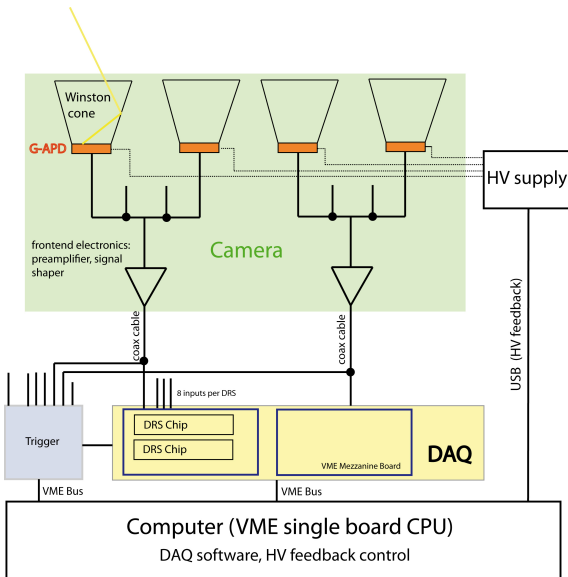 Winston
cone
G-APD
HV supply
frontend electronics:
preamplifier, signal
shaper
Camera
coax cable
coax cable
USB (HV feedback)
8 inputs per DRS
DRS Chip
DRS Chip
Trigger
VME Mezzanine Board
DAQ
VME Bus
VME Bus
Computer (VME single board CPU)
DAQ software, HV feedback control